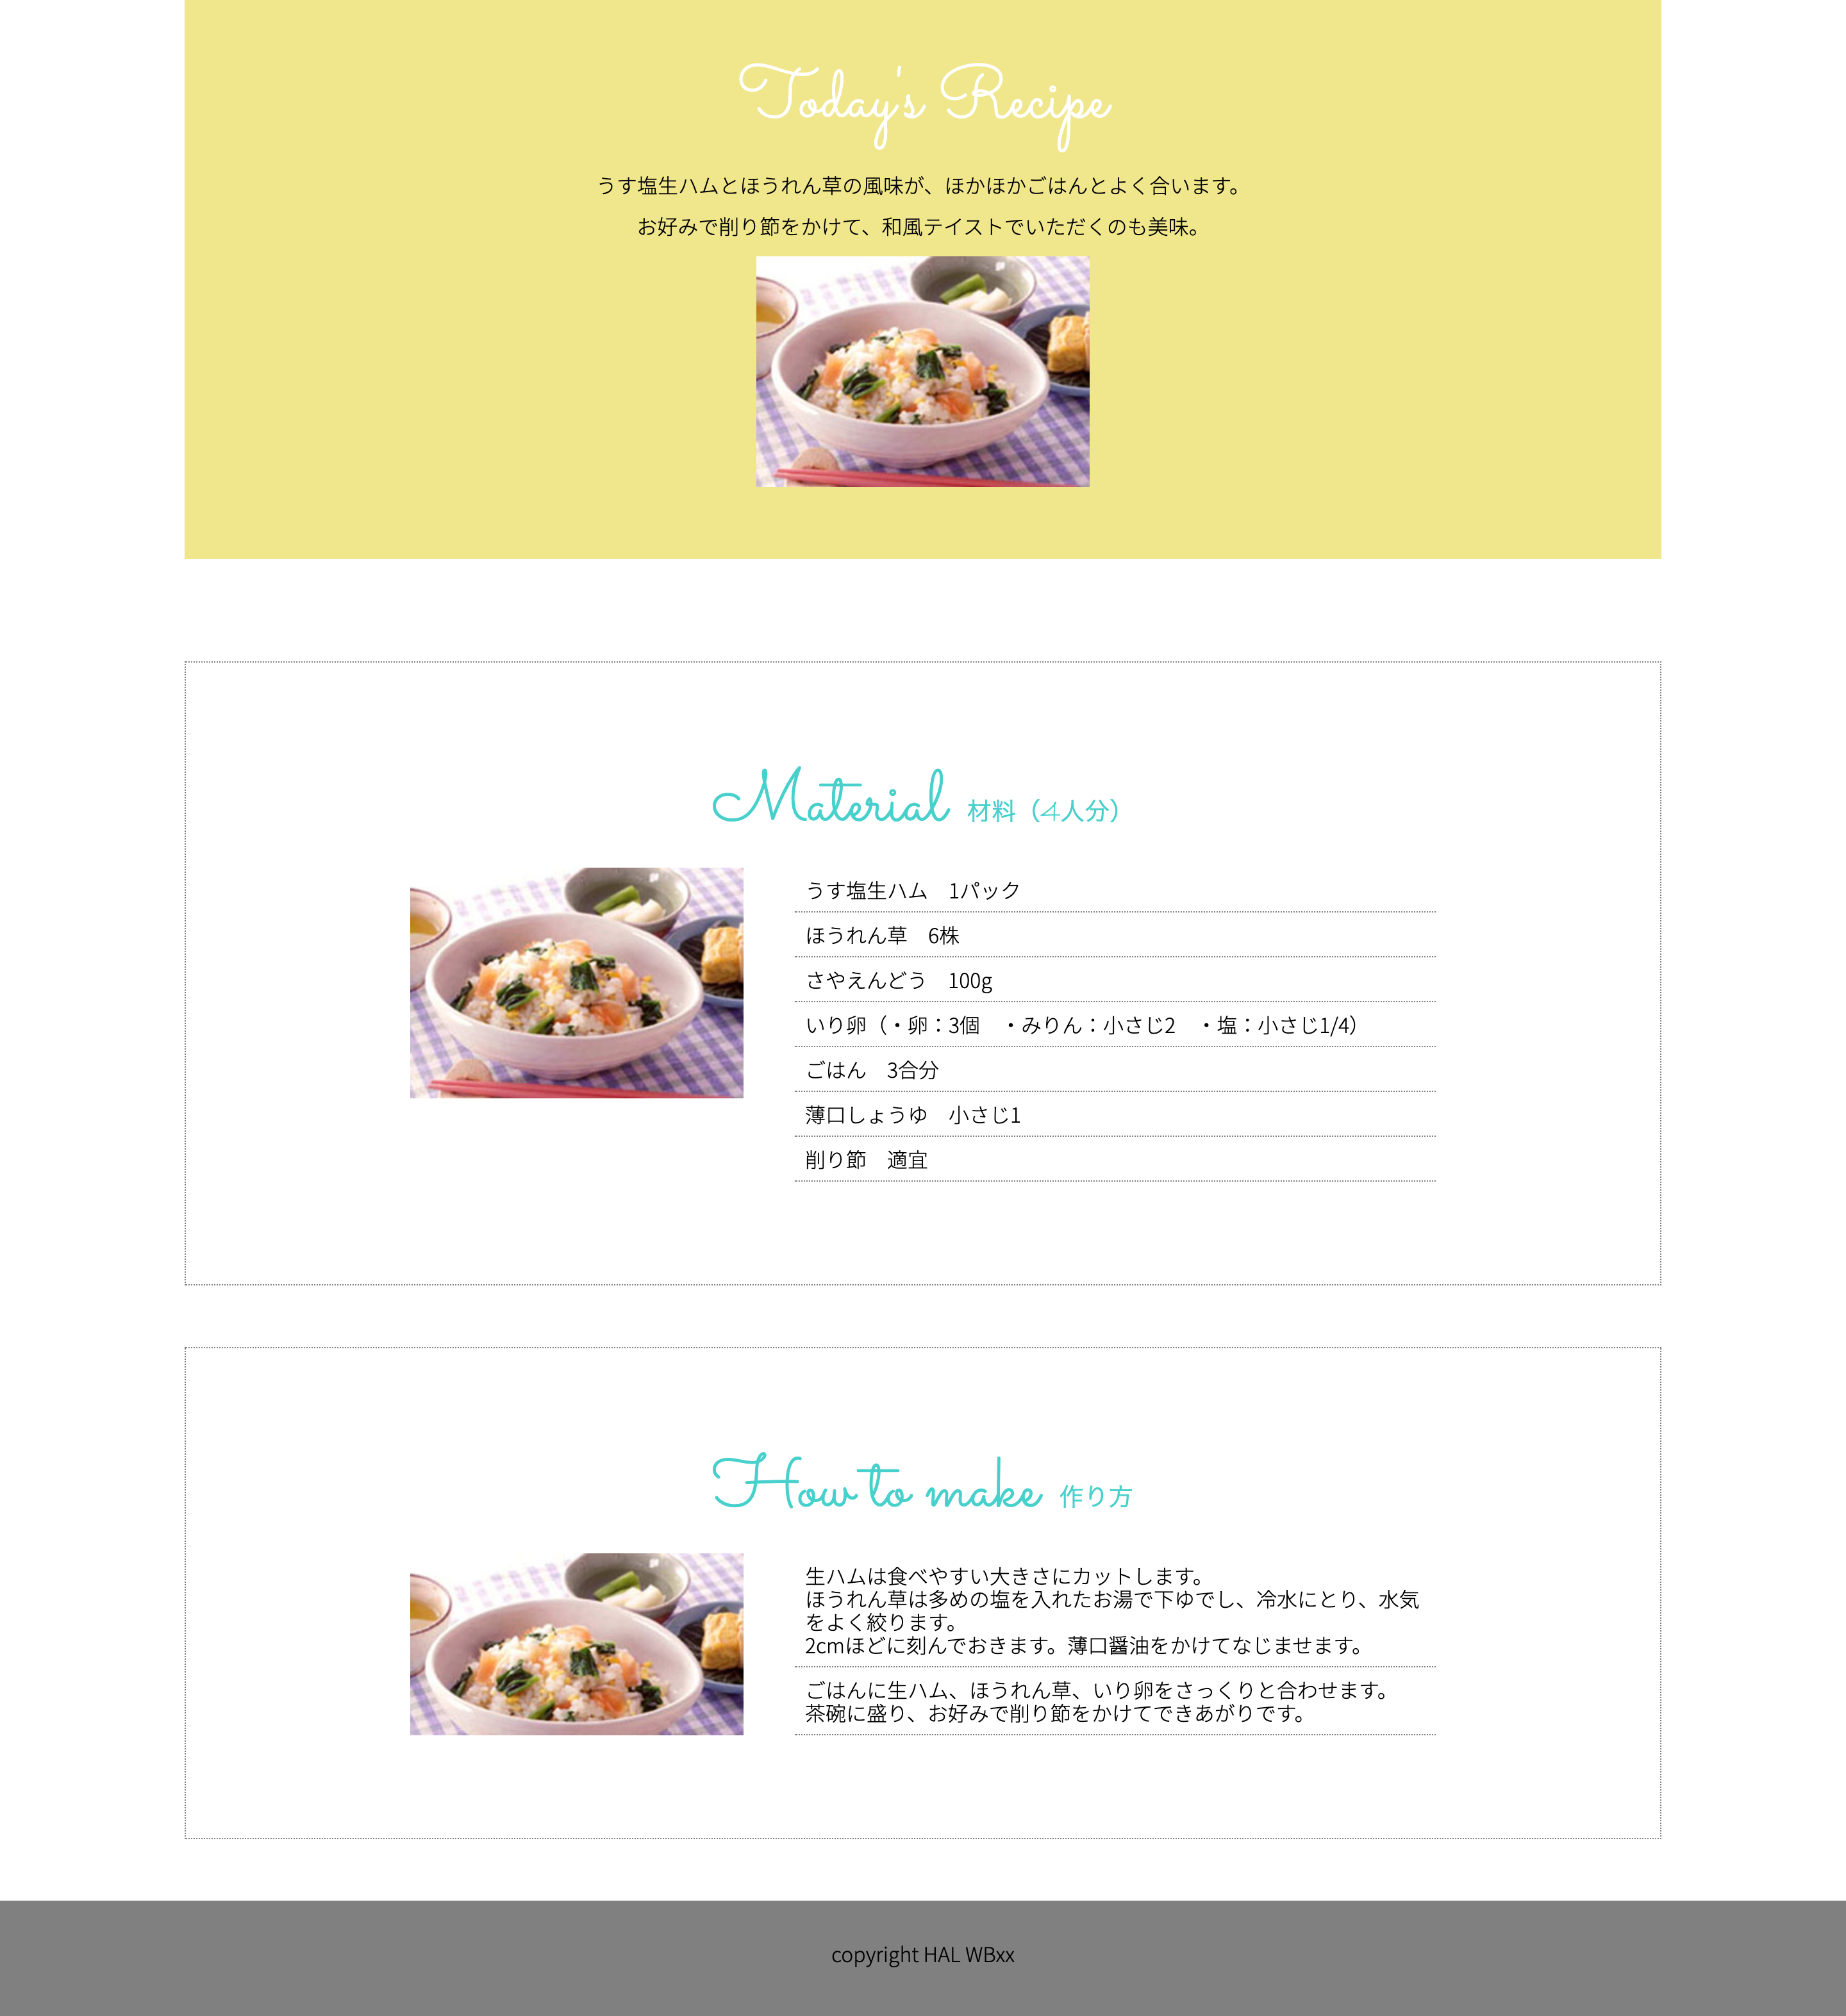 Today's Recipe
うす塩生ハムとほうれん草の風味が、ほかほかごはんとよく合います。
お好みで削り節をかけて、和風テイストでいただくのも美味。
Material 材料（4人分）
うす塩生ハム　1パック
ほうれん草　6株
さやえんどう　100g
いり卵（・卵：3個　・みりん：小さじ2　・塩：小さじ1/4）
ごはん　3合分
薄口しょうゆ　小さじ1
削り節　適宜
How to make 作り方
生ハムは食べやすい大きさにカットします。
ほうれん草は多めの塩を入れたお湯で下ゆでし、冷水にとり、水気
をよく絞ります。
2cmほどに刻んでおきます。薄口醤油をかけてなじませます。
ごはんに生ハム、ほうれん草、いり卵をさっくりと合わせます。
茶碗に盛り、お好みで削り節をかけてできあがりです。
copyright HAL WBxx